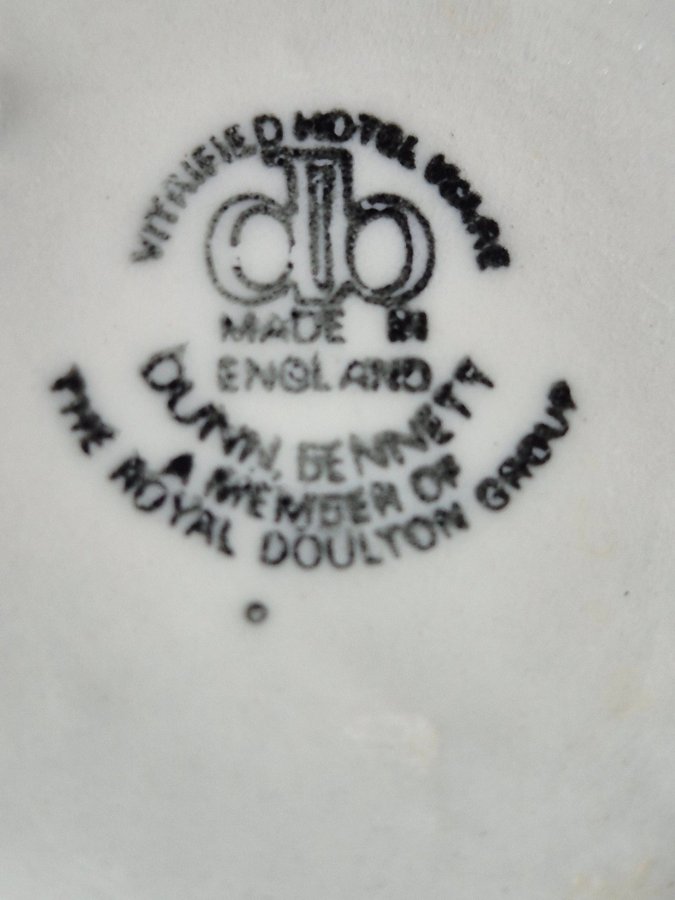 VITRIFIED HOTEL WARE
db
MADE IN
ENGLAND
DUNN, BENNETT
A MEMBER OF
THE ROYAL DOULTON GROUP